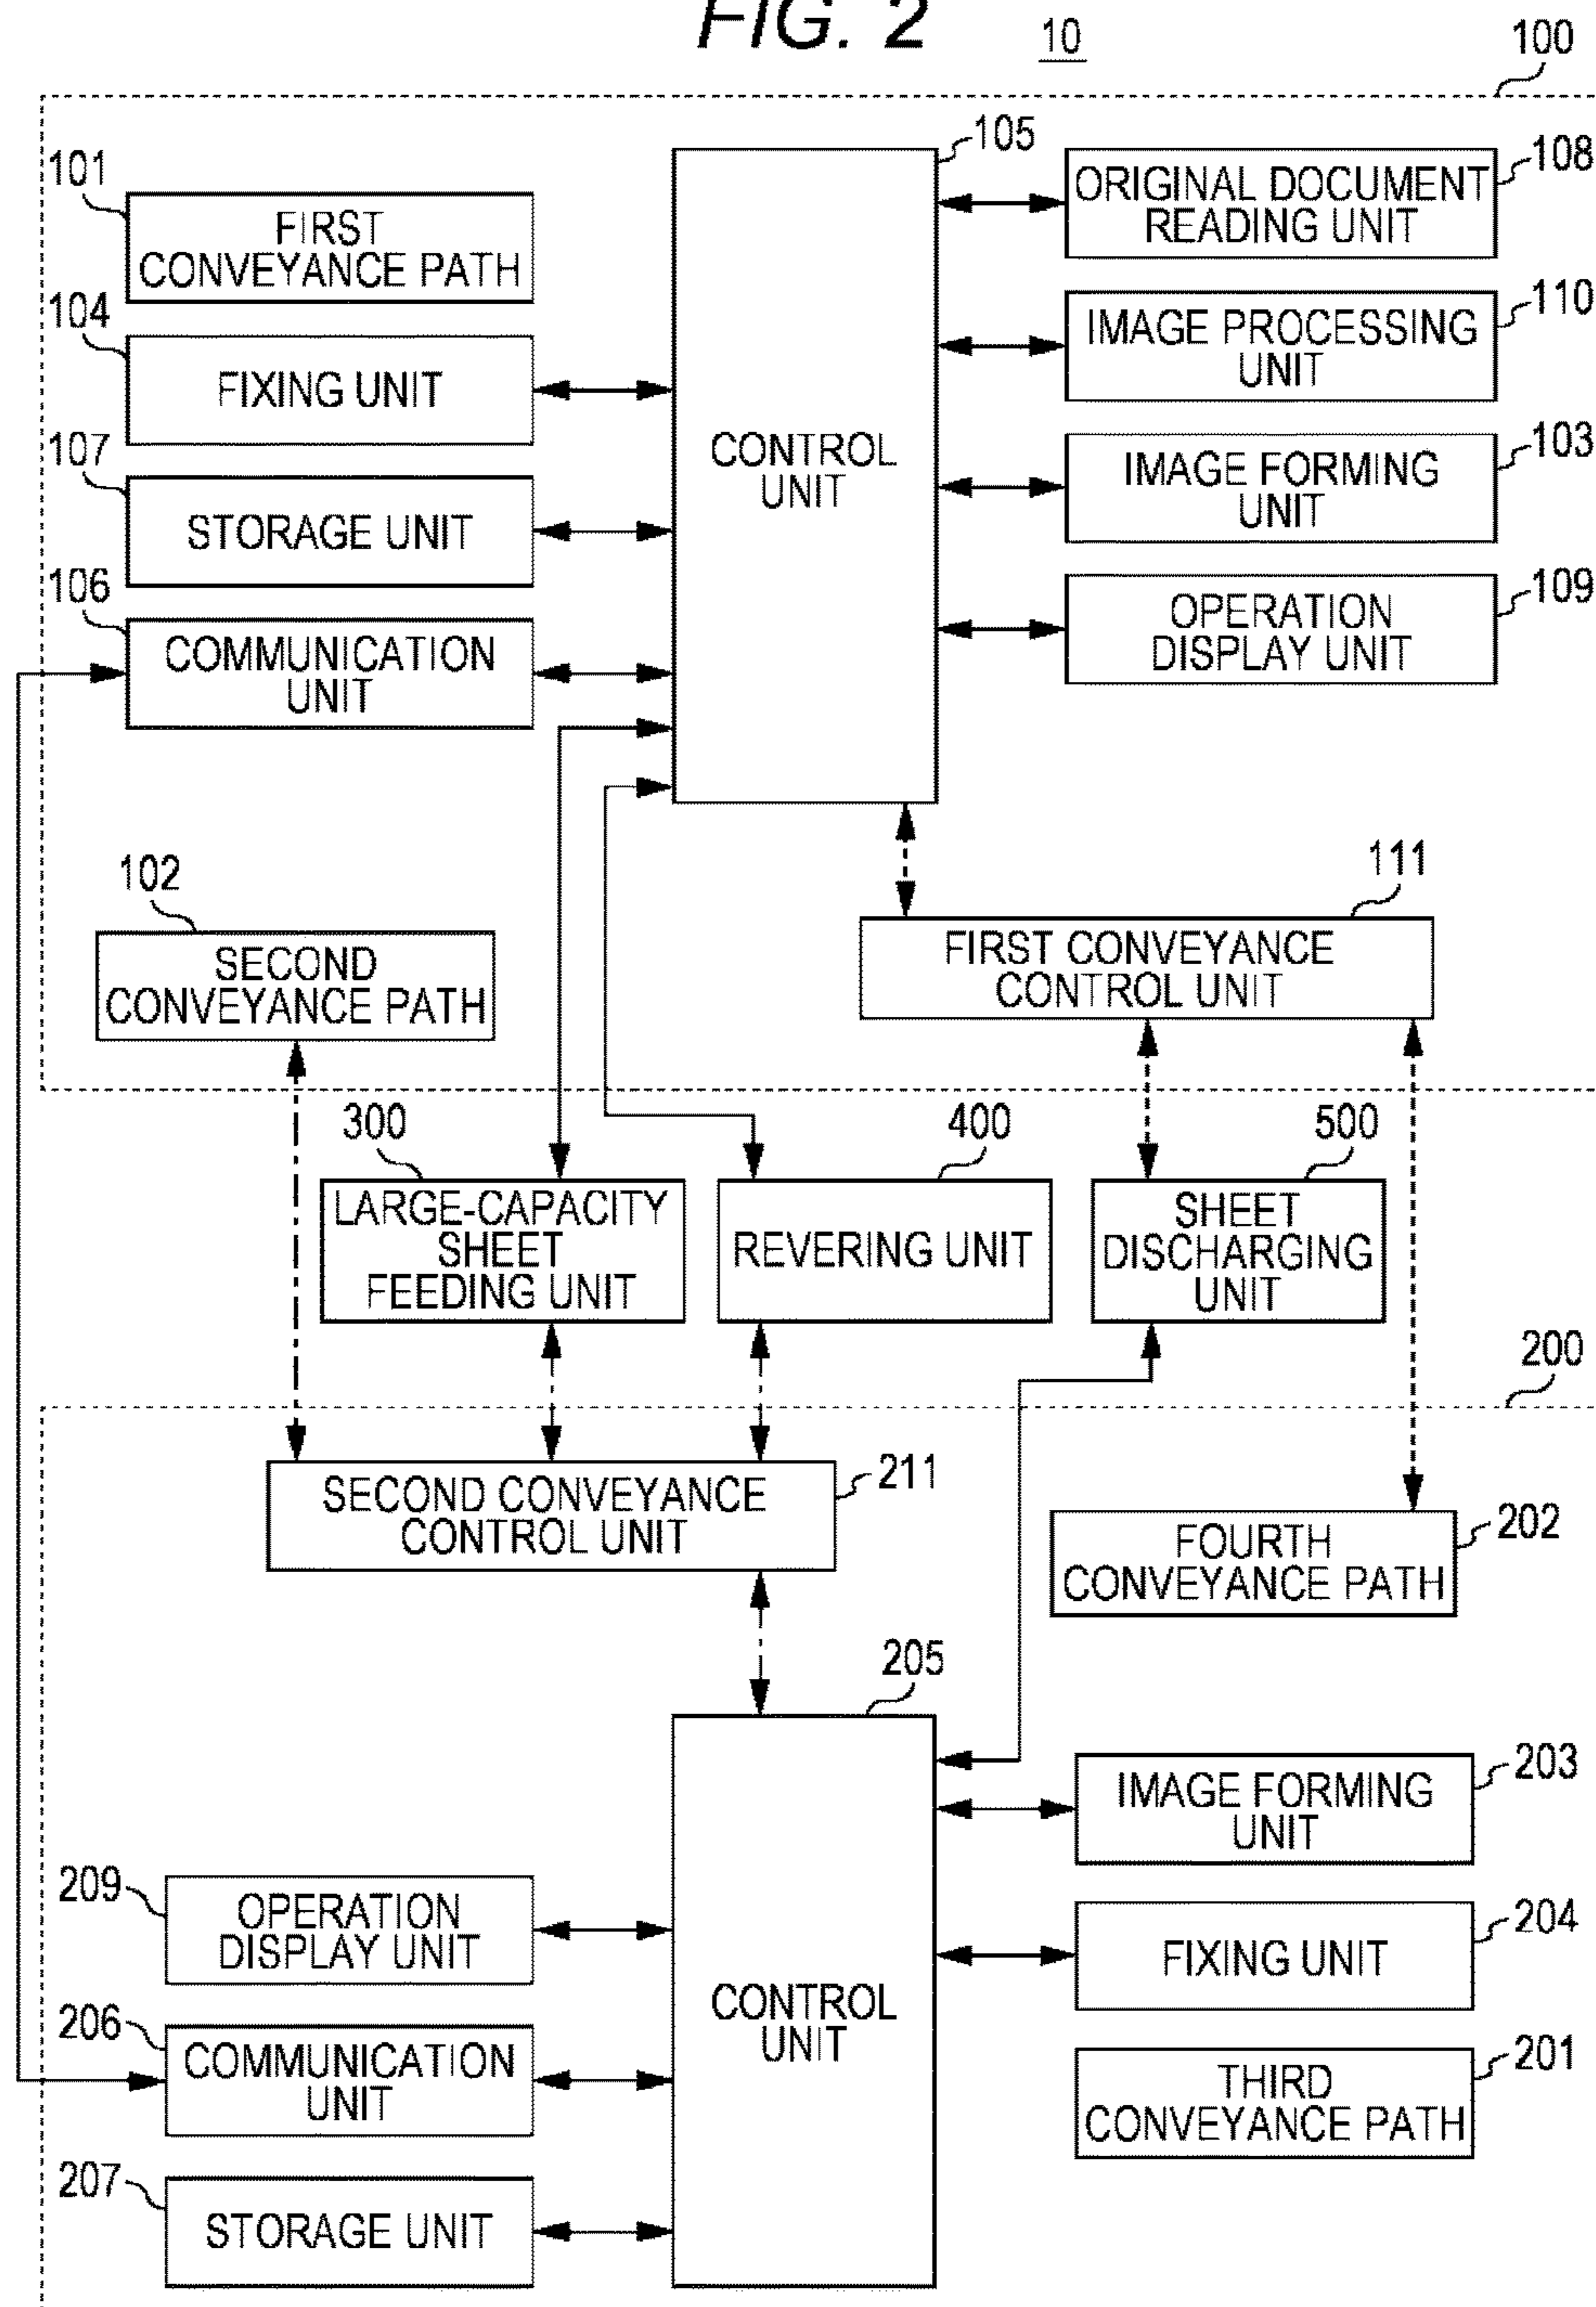 FIG. 2
10
100
101
FIRST
CONVEYANCE PATH
104
FIXING UNIT
107
STORAGE UNIT
106
COMMUNICATION
UNIT
105
CONTROL
UNIT
108
ORIGINAL DOCUMENT
READING UNIT
110
IMAGE PROCESSING
UNIT
103
IMAGE FORMING
UNIT
109
OPERATION
DISPLAY UNIT
102
SECOND
CONVEYANCE PATH
111
FIRST CONVEYANCE
CONTROL UNIT
300
LARGE-CAPACITY
SHEET
FEEDING UNIT
400
REVERING UNIT
500
SHEET
DISCHARGING
UNIT
200
211
SECOND CONVEYANCE
CONTROL UNIT
202
FOURTH
CONVEYANCE PATH
205
CONTROL
UNIT
203
IMAGE FORMING
UNIT
204
FIXING UNIT
201
THIRD
CONVEYANCE PATH
209
OPERATION
DISPLAY UNIT
206
COMMUNICATION
UNIT
207
STORAGE UNIT